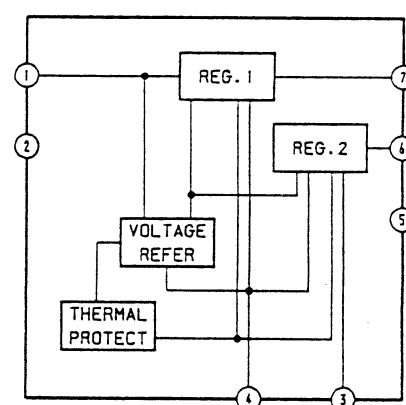 1
REG.1
7
2
REG.2
6
5
VOLTAGE
REFER
THERMAL
PROTECT
4
3